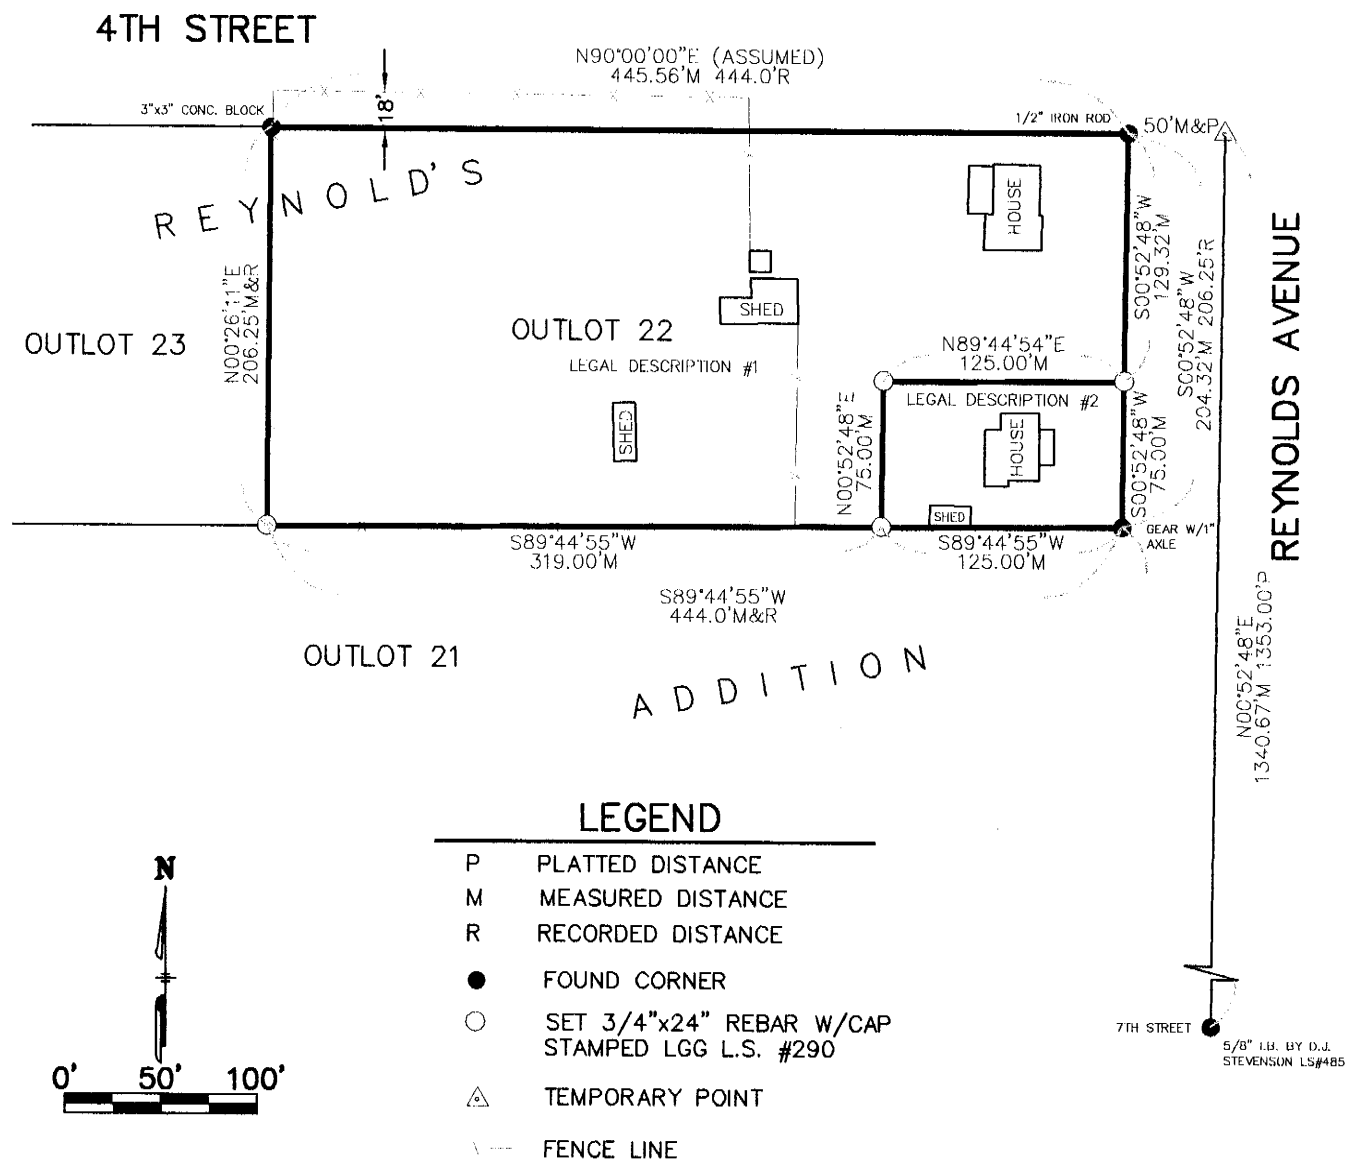 4TH STREET
N90°00'00"E (ASSUMED)
445.56'M 444.0'R
18'
3"x3" CONC. BLOCK
1/2" IRON ROD
50'M&P
REYNOLD'S
HOUSE
S00°52'48"W
129.32'M
S00°52'48"W
204.32'M 206.25'R
REYNOLDS AVENUE
N00°26'11"E
206.25'M&R
OUTLOT 23
OUTLOT 22
SHED
LEGAL DESCRIPTION #1
N89°44'54"E
125.00'M
LEGAL DESCRIPTION #2
SHED
N00°52'48"E
75.00'M
HOUSE
S00°52'48"W
75.00'M
SHED
GEAR W/1"
AXLE
S89°44'55"W
319.00'M
S89°44'55"W
125.00'M
S89°44'55"W
444.0'M&R
OUTLOT 21
ADDITION
N00°52'48"E
1340.67'M 1353.00'P
LEGEND
P PLATTED DISTANCE
M MEASURED DISTANCE
R RECORDED DISTANCE
FOUND CORNER
SET 3/4"x24" REBAR W/CAP
STAMPED LGG L.S. #290
TEMPORARY POINT
FENCE LINE
N
0' 50' 100'
7TH STREET
5/8" I.B. BY D.J.
STEVENSON LS#485